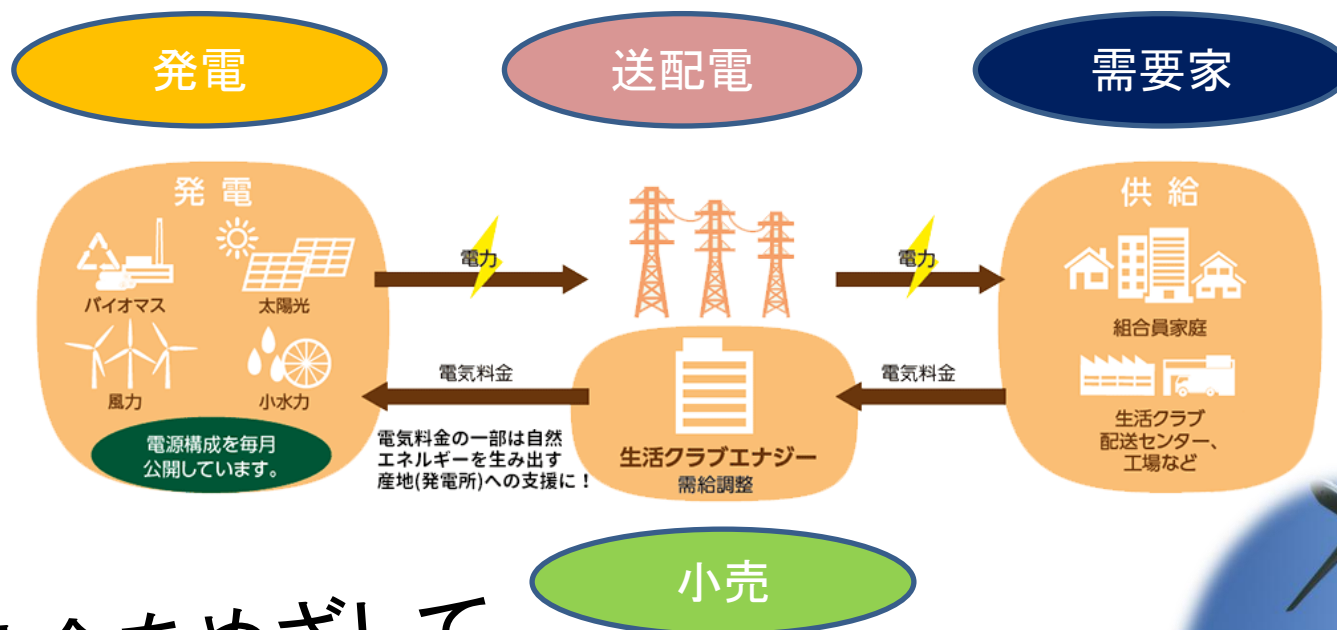 発電
送配電
需要家
発電
バイオマス
太陽光
風力
小水力
電源構成を毎月
公開しています。
電力
電気料金
電気料金の一部は自然
エネルギーを生み出す
産地(発電所)への支援に！
生活クラブエナジー
需給調整
電力
電気料金
供給
組合員家庭
生活クラブ
配送センター、
工場など
小売
をめざして